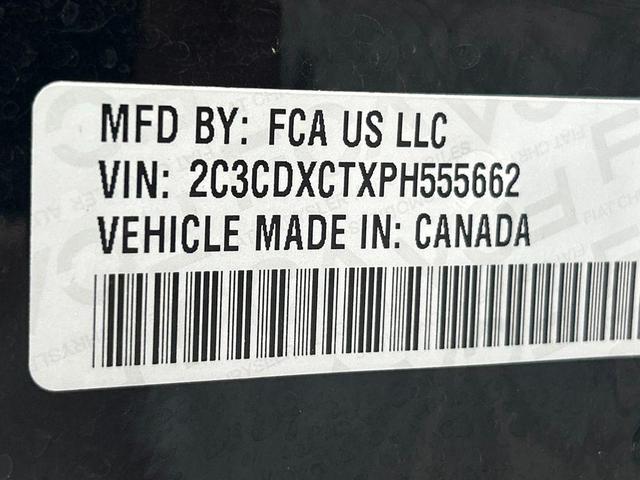 MFD BY: FCA US LLC
VIN: 2C3CDXCTXPH555662
VEHICLE MADE IN: CANADA